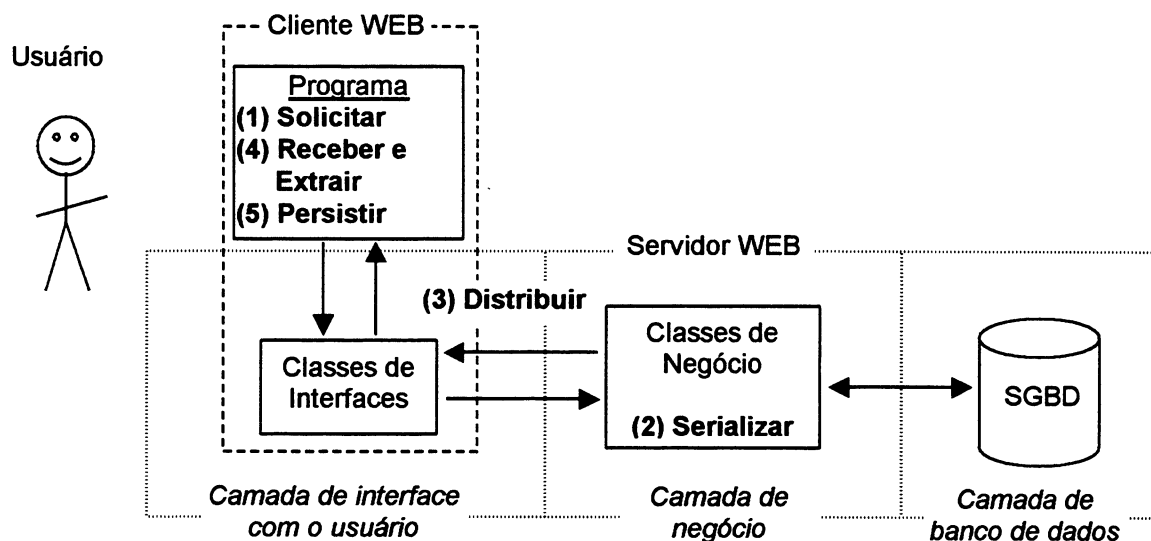 Cliente WEB
Usuário
Programa
(1) Solicitar
(4) Receber e
Extrair
(5) Persistir
Servidor WEB
(3) Distribuir
Classes de
Interfaces
Classes de
Negócio
(2) Serializar
SGBD
Camada de interface
com o usuário
Camada de
negócio
Camada de
banco de dados